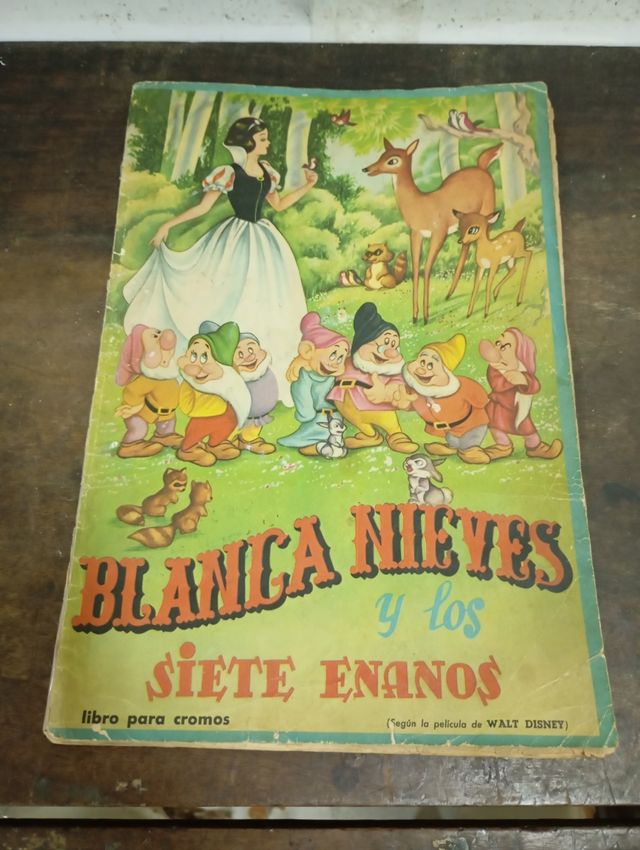 BLANCA NIEVES
y los
SiETE ENANOS
libro para cromos
(Según la película de WALT DISNEY)